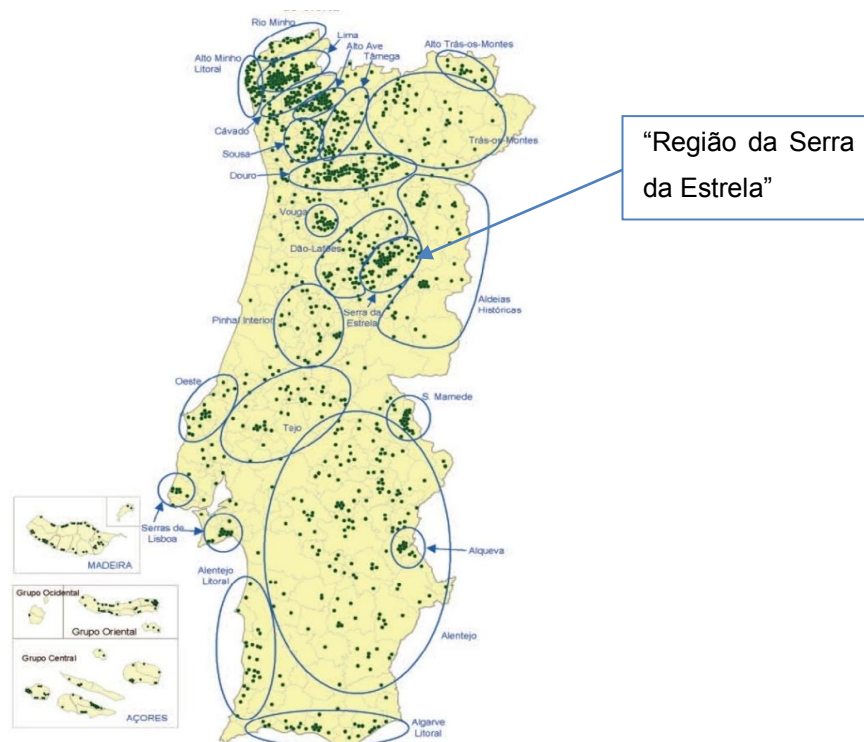 Rio Minho
Lima
Alto Minho
Litoral
Alto Ave
Tâmega
Alto Trás-os-Montes
Cávado
Sousa
Douro
Trás-os-Montes
“Região da Serra
da Estrela”
Vouga
Dão-Lafões
Serra da
Estrela
Aldeias
Históricas
Pinhal Interior
Oeste
S. Mamede
Tejo
Serras de
Lisboa
MADEIRA
Alqueva
Alentejo
Litoral
Grupo Ocidental
Grupo Oriental
Alentejo
Grupo Central
AÇORES
Algarve
Litoral